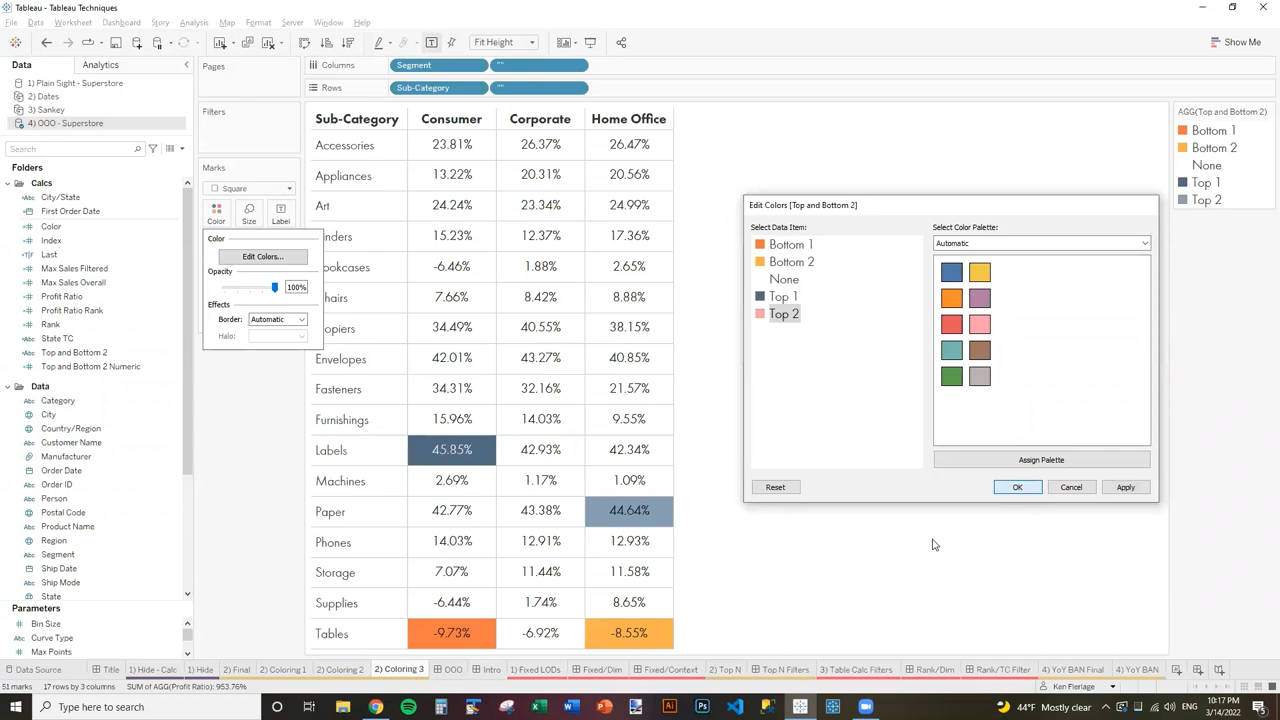 Tableau - Tableau Techniques
File Data Worksheet Dashboard Story Analysis Map Format Server Window Help
Fit Height
Show Me
Data Analytics
1) Plain Sight - Superstore
2) Dates
3) Sankey
4) OOO - Superstore
Search
Folders
Calcs
City/State
First Order Date
Color
Index
Last
Max Sales Filtered
Max Sales Overall
Profit Ratio
Profit Ratio Rank
Rank
State TC
Top and Bottom 2
Top and Bottom 2 Numeric
Data
Category
City
Country/Region
Customer Name
Manufacturer
Order Date
Order ID
Person
Postal Code
Product Name
Region
Segment
Ship Date
Ship Mode
State
Parameters
Bin Size
Curve Type
Max Points
Pages
Filters
Marks
Square
Color Size Label
Color
Edit Colors...
Opacity
100%
Effects
Border: Automatic
Halo:
Columns Segment ""
Rows Sub-Category ""
Sub-Category Consumer Corporate Home Office
Accessories 23.81% 26.37% 26.47%
Appliances 13.22% 20.31% 20.56%
Art 24.24% 23.34% 24.99%
inders 15.23% 12.37% 17.36%
ookcases -6.46% 1.88% 2.65%
hairs 7.66% 8.42% 8.88%
opiers 34.49% 40.55% 38.15%
Envelopes 42.01% 43.27% 40.85%
Fasteners 34.31% 32.16% 21.57%
Furnishings 15.96% 14.03% 9.55%
Labels 45.85% 42.93% 42.34%
Machines 2.69% 1.17% 1.09%
Paper 42.77% 43.38% 44.64%
Phones 14.03% 12.91% 12.93%
Storage 7.07% 11.44% 11.58%
Supplies -6.44% 1.74% 8.65%
Tables -9.73% -6.92% -8.55%
Edit Colors [Top and Bottom 2]
Select Data Item:
Bottom 1
Bottom 2
None
Top 1
Top 2
Select Color Palette:
Automatic
Assign Palette
Reset OK Cancel Apply
AGG(Top and Bottom 2)
Bottom 1
Bottom 2
None
Top 1
Top 2
Data Source Title 1) Hide - Calc 1) Hide 2) Final 2) Coloring 1 2) Coloring 2 2) Coloring 3 OOO Intro 1) Fixed LODs Fixed/Dim Fixed/Context 2) Top N Top N Filters 3) Table Calc Filters Rank/Dim Rank/TC Filter 4) YoY BAN Final 4) YoY BAN
51 marks 17 rows by 3 columns SUM of AGG(Profit Ratio): 953.76% Ken Flerlage
Type here to search
44°F Mostly clear
10:17 PM
3/14/2022